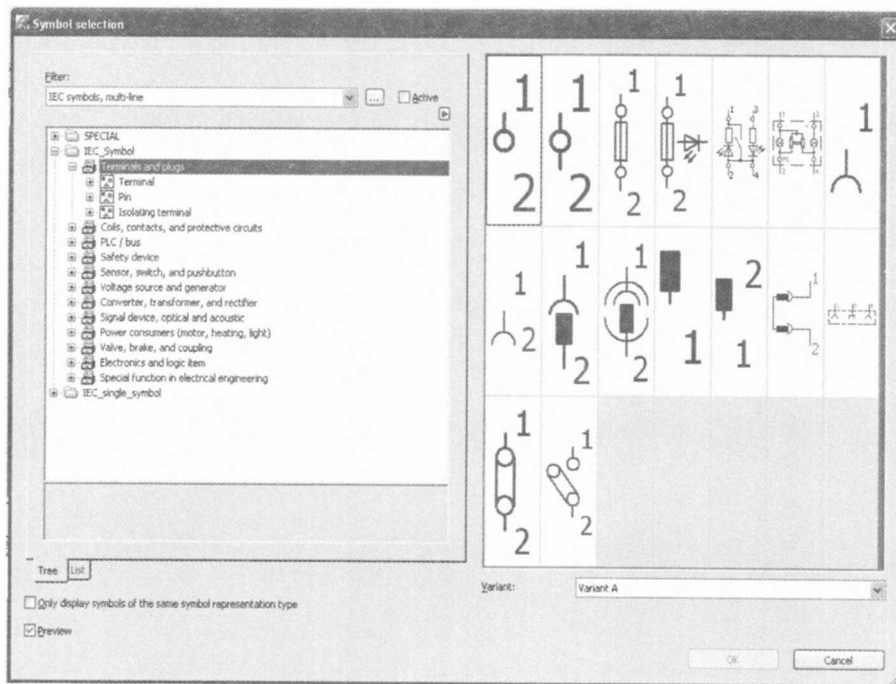 Symbol selection
Filter:
IEC symbols, multi-line
...
Active
SPECIAL
IEC_Symbol
Terminals and plugs
Terminal
Pin
Isolating terminal
Coils, contacts, and protective circuits
PLC / bus
Safety device
Sensor, switch, and pushbutton
Voltage source and generator
Converter, transformer, and rectifier
Signal device, optical and acoustic
Power consumers (motor, heating, light)
Valve, brake, and coupling
Electronics and logic item
Special function in electrical engineering
IEC_single_symbol
Tree List
Only display symbols of the same symbol representation type
Preview
1 1 1 1 1 3 1
2 2 2 2 2 4
1 1 1 2 1
2 2 2 1 1 2
1 1
2 2
Variant:
Variant A
OK
Cancel